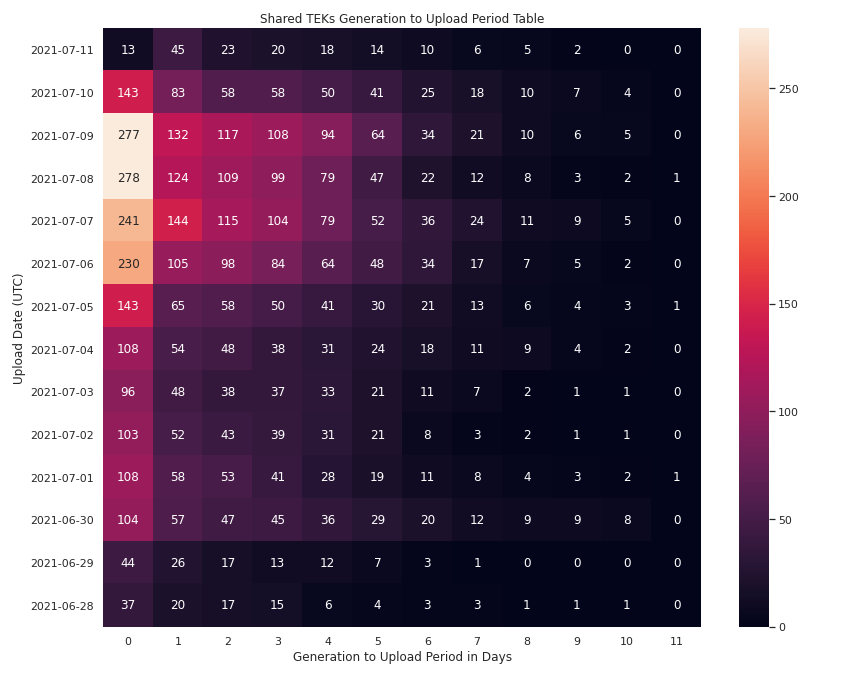 Shared TEKs Generation to Upload Period Table
Upload Date (UTC)
2021-07-11 13 45 23 20 18 14 10 6 5 2 0 0
2021-07-10 143 83 58 58 50 41 25 18 10 7 4 0
2021-07-09 277 132 117 108 94 64 34 21 10 6 5 0
2021-07-08 278 124 109 99 79 47 22 12 8 3 2 1
2021-07-07 241 144 115 104 79 52 36 24 11 9 5 0
2021-07-06 230 105 98 84 64 48 34 17 7 5 2 0
2021-07-05 143 65 58 50 41 30 21 13 6 4 3 1
2021-07-04 108 54 48 38 31 24 18 11 9 4 2 0
2021-07-03 96 48 38 37 33 21 11 7 2 1 1 0
2021-07-02 103 52 43 39 31 21 8 3 2 1 1 0
2021-07-01 108 58 53 41 28 19 11 8 4 3 2 1
2021-06-30 104 57 47 45 36 29 20 12 9 9 8 0
2021-06-29 44 26 17 13 12 7 3 1 0 0 0 0
2021-06-28 37 20 17 15 6 4 3 3 1 1 1 0
0 1 2 3 4 5 6 7 8 9 10 11
Generation to Upload Period in Days
250
200
150
100
50
0